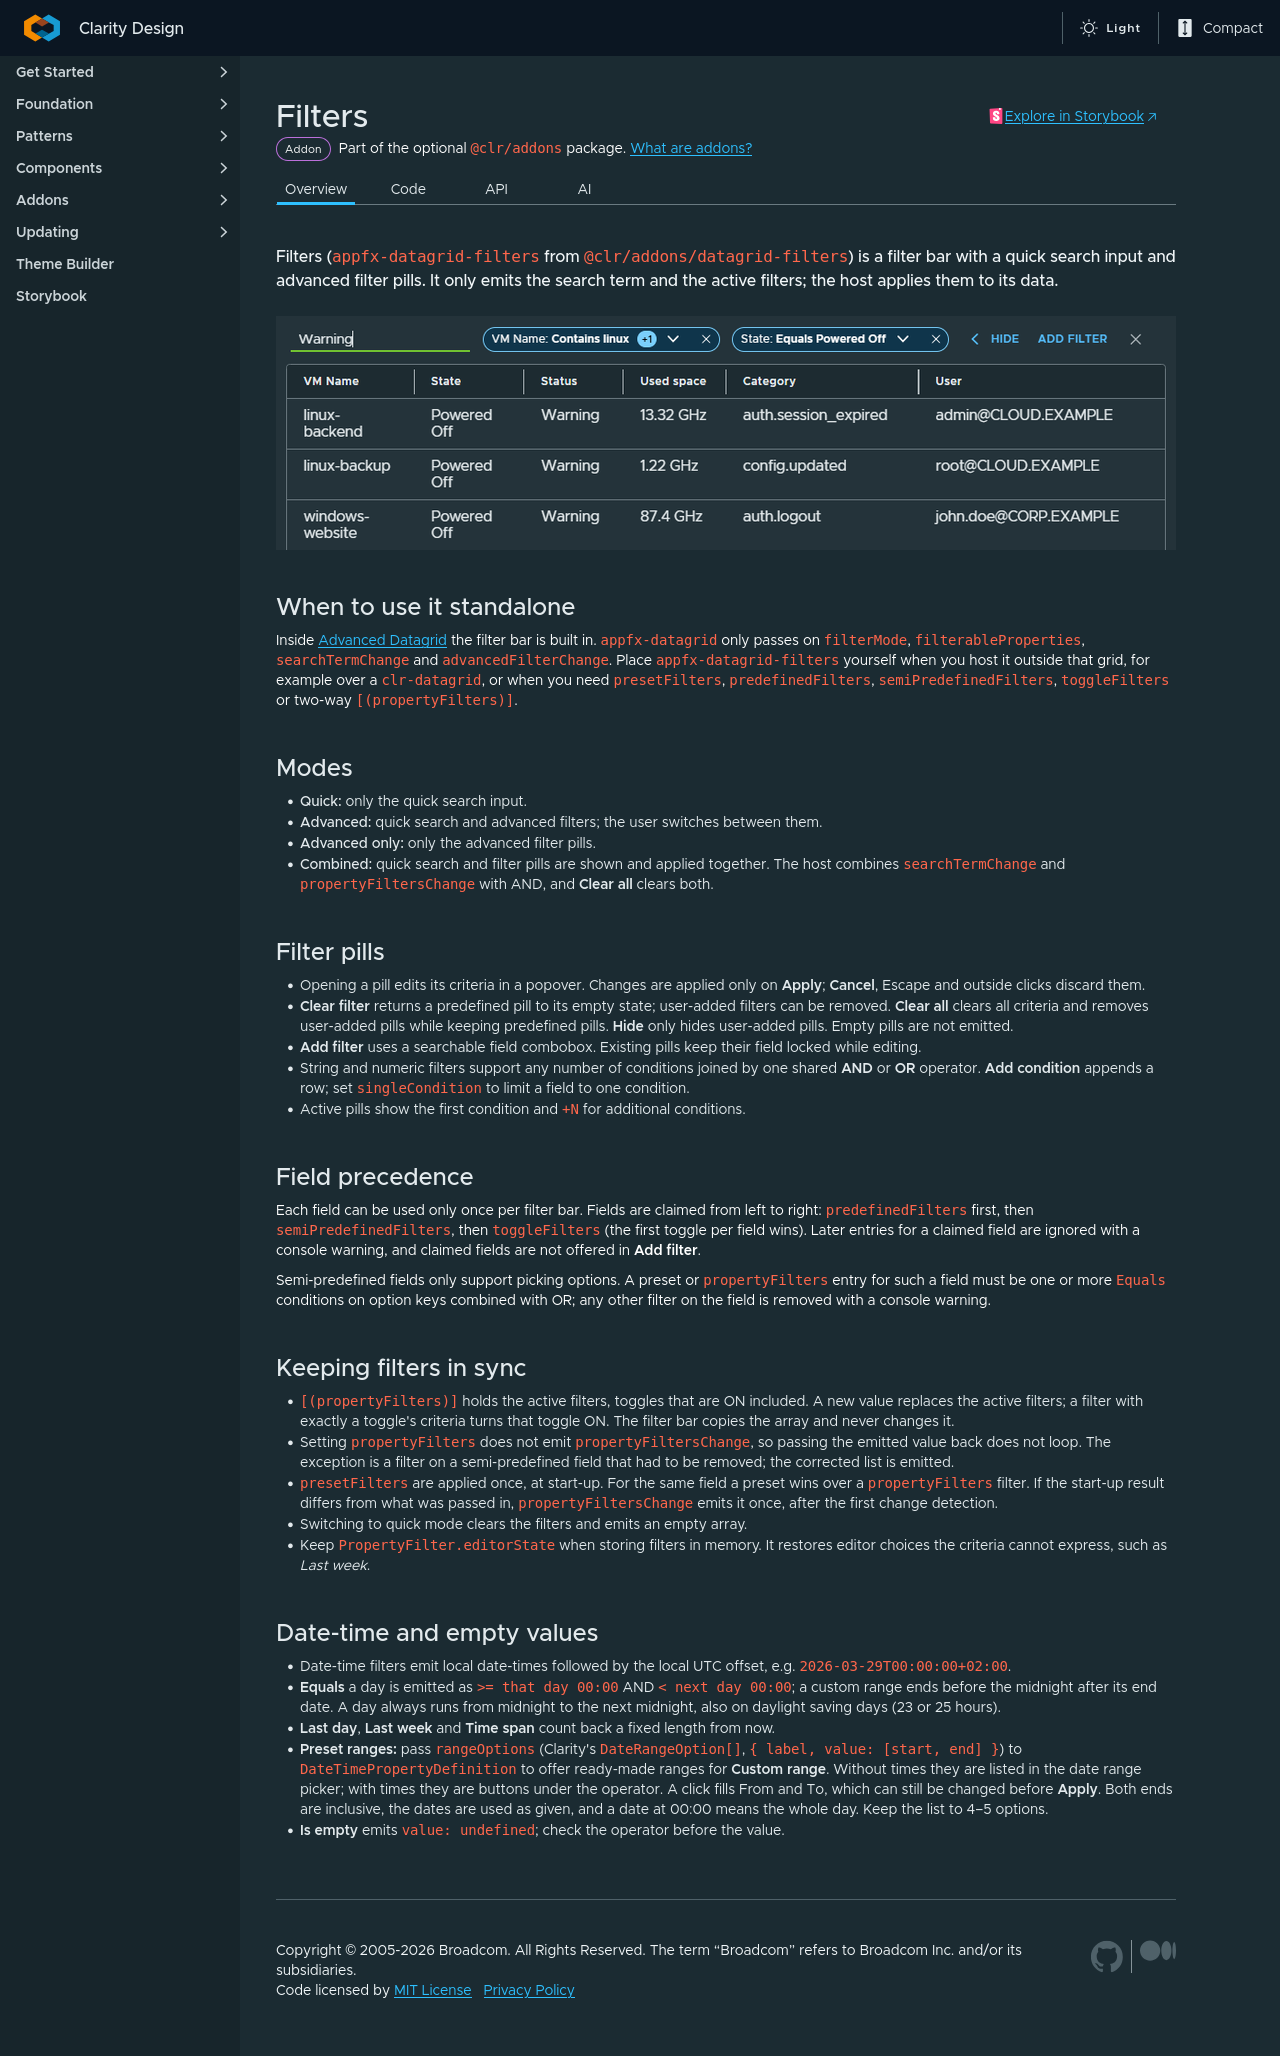 Clarity Design
Light
Compact
Get Started
Foundation
Patterns
Components
Addons
Updating
Theme Builder
Storybook
Filters
Explore in Storybook
Addon Part of the optional @clr/addons package. What are addons?
Overview Code API AI
Filters (appfx-datagrid-filters from @clr/addons/datagrid-filters) is a filter bar with a quick search input and
advanced filter pills. It only emits the search term and the active filters; the host applies them to its data.
Warning VM Name: Contains linux +1 State: Equals Powered Off HIDE ADD FILTER
VM Name State Status Used space Category User
linux-
backend Powered
Off Warning 13.32 GHz auth.session_expired admin@CLOUD.EXAMPLE
linux-backup Powered
Off Warning 1.22 GHz config.updated root@CLOUD.EXAMPLE
windows-
website Powered
Off Warning 87.4 GHz auth.logout john.doe@CORP.EXAMPLE
When to use it standalone
Inside Advanced Datagrid the filter bar is built in. appfx-datagrid only passes on filterMode, filterableProperties,
searchTermChange and advancedFilterChange. Place appfx-datagrid-filters yourself when you host it outside that grid, for
example over a clr-datagrid, or when you need presetFilters, predefinedFilters, semiPredefinedFilters, toggleFilters
or two-way [(propertyFilters)].
Modes
• Quick: only the quick search input.
• Advanced: quick search and advanced filters; the user switches between them.
• Advanced only: only the advanced filter pills.
• Combined: quick search and filter pills are shown and applied together. The host combines searchTermChange and
propertyFiltersChange with AND, and Clear all clears both.
Filter pills
• Opening a pill edits its criteria in a popover. Changes are applied only on Apply; Cancel, Escape and outside clicks discard them.
• Clear filter returns a predefined pill to its empty state; user-added filters can be removed. Clear all clears all criteria and removes
user-added pills while keeping predefined pills. Hide only hides user-added pills. Empty pills are not emitted.
• Add filter uses a searchable field combobox. Existing pills keep their field locked while editing.
• String and numeric filters support any number of conditions joined by one shared AND or OR operator. Add condition appends a
row; set singleCondition to limit a field to one condition.
• Active pills show the first condition and +N for additional conditions.
Field precedence
Each field can be used only once per filter bar. Fields are claimed from left to right: predefinedFilters first, then
semiPredefinedFilters, then toggleFilters (the first toggle per field wins). Later entries for a claimed field are ignored with a
console warning, and claimed fields are not offered in Add filter.
Semi-predefined fields only support picking options. A preset or propertyFilters entry for such a field must be one or more Equals
conditions on option keys combined with OR; any other filter on the field is removed with a console warning.
Keeping filters in sync
• [(propertyFilters)] holds the active filters, toggles that are ON included. A new value replaces the active filters; a filter with
exactly a toggle's criteria turns that toggle ON. The filter bar copies the array and never changes it.
• Setting propertyFilters does not emit propertyFiltersChange, so passing the emitted value back does not loop. The
exception is a filter on a semi-predefined field that had to be removed; the corrected list is emitted.
• presetFilters are applied once, at start-up. For the same field a preset wins over a propertyFilters filter. If the start-up result
differs from what was passed in, propertyFiltersChange emits it once, after the first change detection.
• Switching to quick mode clears the filters and emits an empty array.
• Keep PropertyFilter.editorState when storing filters in memory. It restores editor choices the criteria cannot express, such as
Last week.
Date-time and empty values
• Date-time filters emit local date-times followed by the local UTC offset, e.g. 2026-03-29T00:00:00+02:00.
• Equals a day is emitted as >= that day 00:00 AND < next day 00:00; a custom range ends before the midnight after its end
date. A day always runs from midnight to the next midnight, also on daylight saving days (23 or 25 hours).
• Last day, Last week and Time span count back a fixed length from now.
• Preset ranges: pass rangeOptions (Clarity's DateRangeOption[], { label, value: [start, end] }) to
DateTimePropertyDefinition to offer ready-made ranges for Custom range. Without times they are listed in the date range
picker; with times they are buttons under the operator. A click fills From and To, which can still be changed before Apply. Both ends
are inclusive, the dates are used as given, and a date at 00:00 means the whole day. Keep the list to 4–5 options.
• Is empty emits value: undefined; check the operator before the value.
Copyright © 2005-2026 Broadcom. All Rights Reserved. The term “Broadcom” refers to Broadcom Inc. and/or its
subsidiaries.
Code licensed by MIT License Privacy Policy